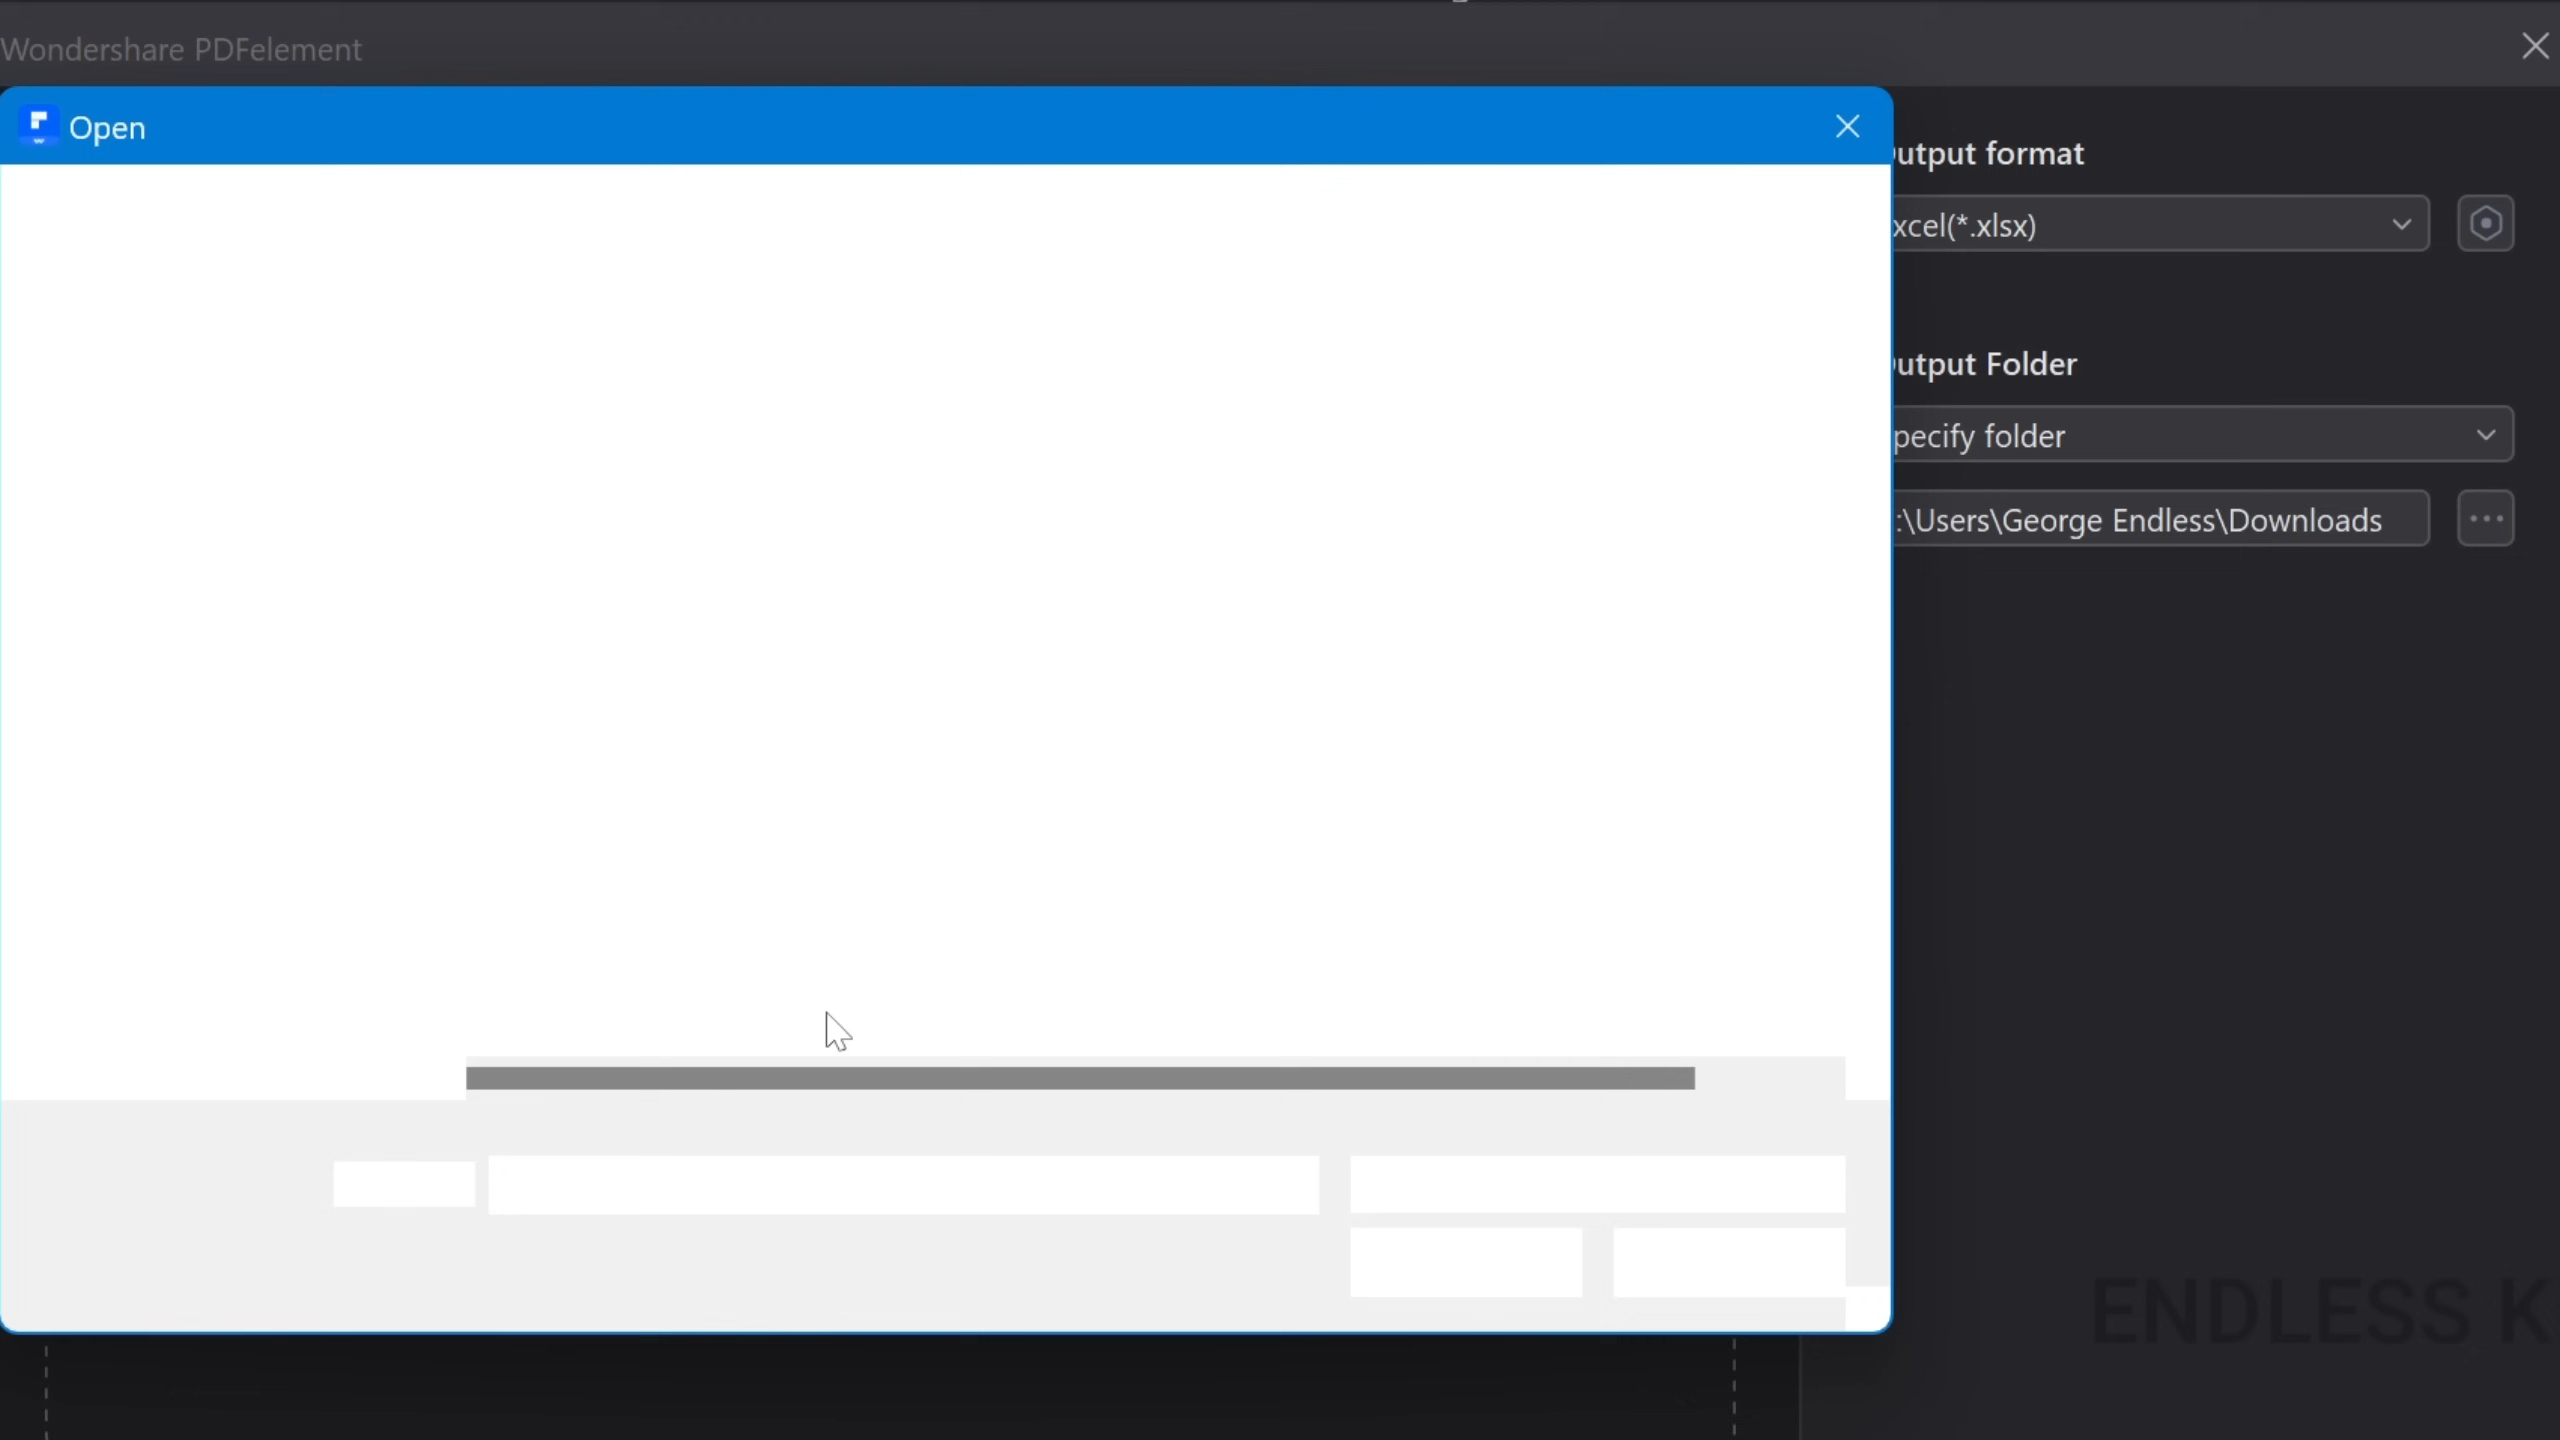 Wondershare PDFelement
Open
utput format
xcel(*.xlsx)
utput Folder
pecify folder
:\Users\George Endless\Downloads
ENDLESS K